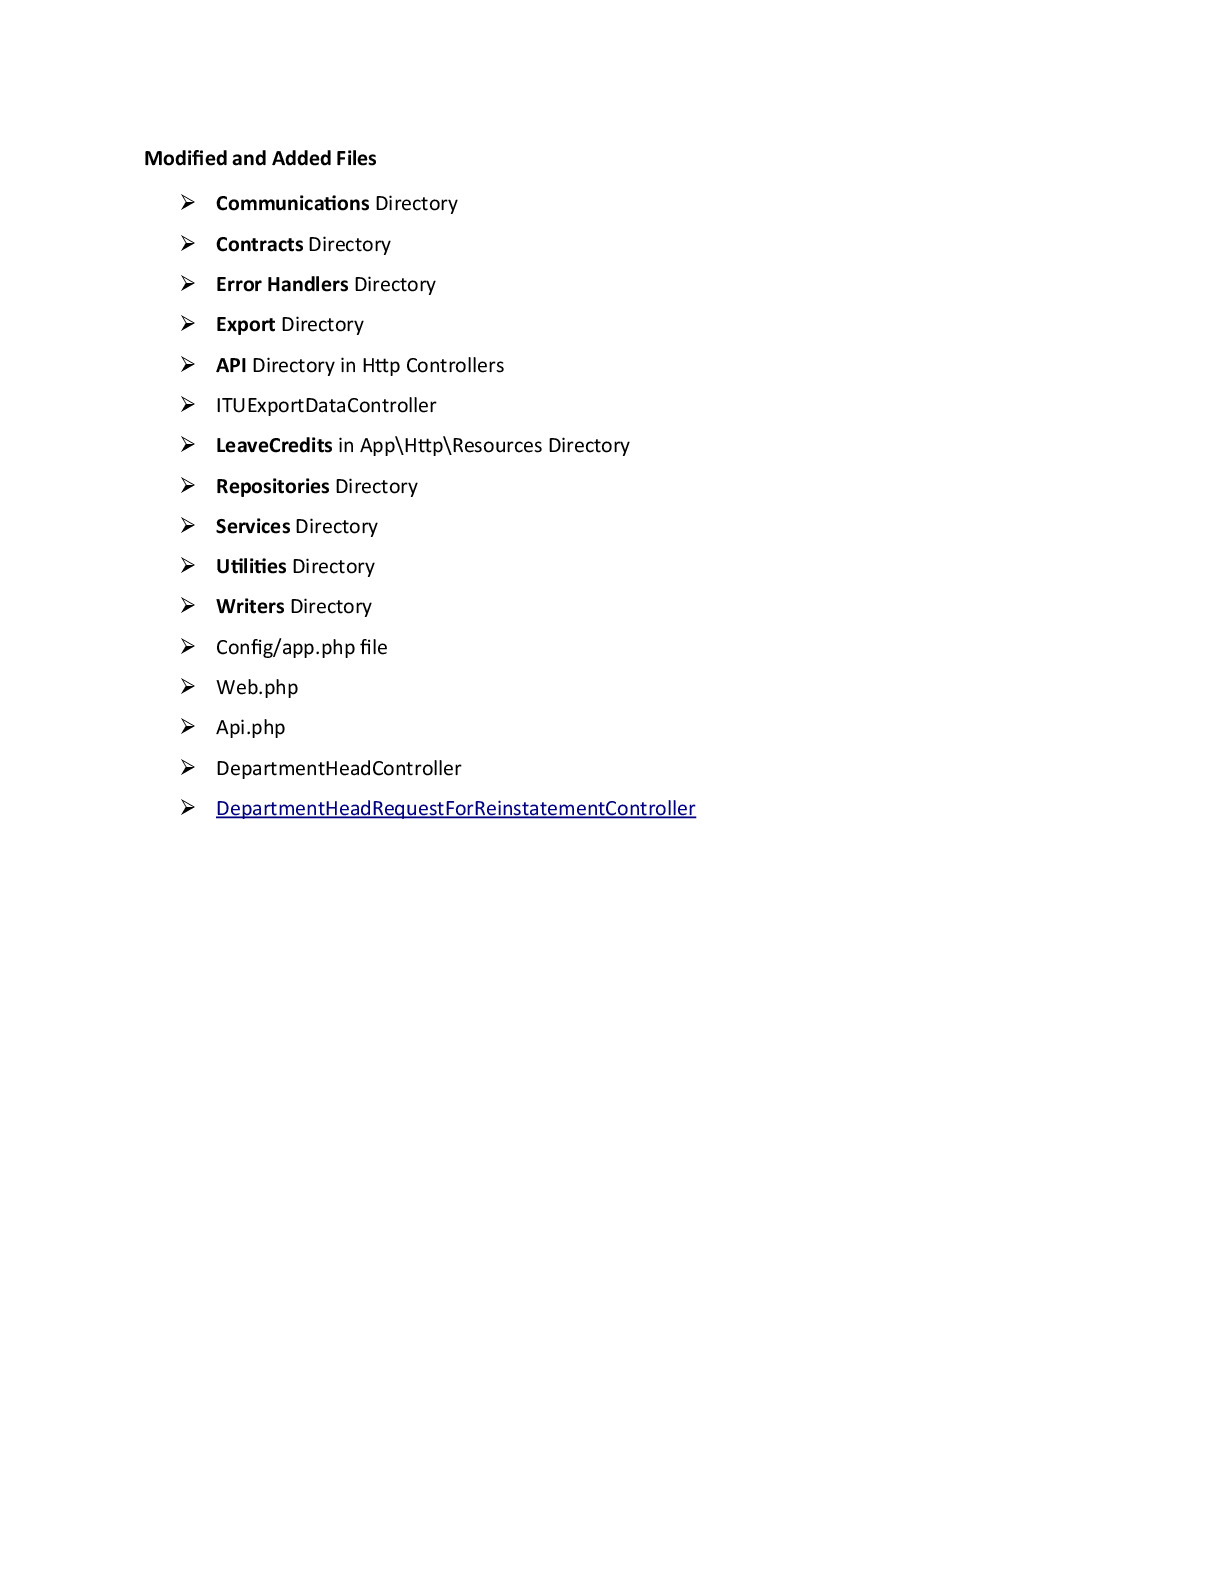 Modified and Added Files
➢ Communications Directory
➢ Contracts Directory
➢ Error Handlers Directory
➢ Export Directory
➢ API Directory in Http Controllers
➢ ITUExportDataController
➢ LeaveCredits in App\Http\Resources Directory
➢ Repositories Directory
➢ Services Directory
➢ Utilities Directory
➢ Writers Directory
➢ Config/app.php file
➢ Web.php
➢ Api.php
➢ DepartmentHeadController
➢ DepartmentHeadRequestForReinstatementController